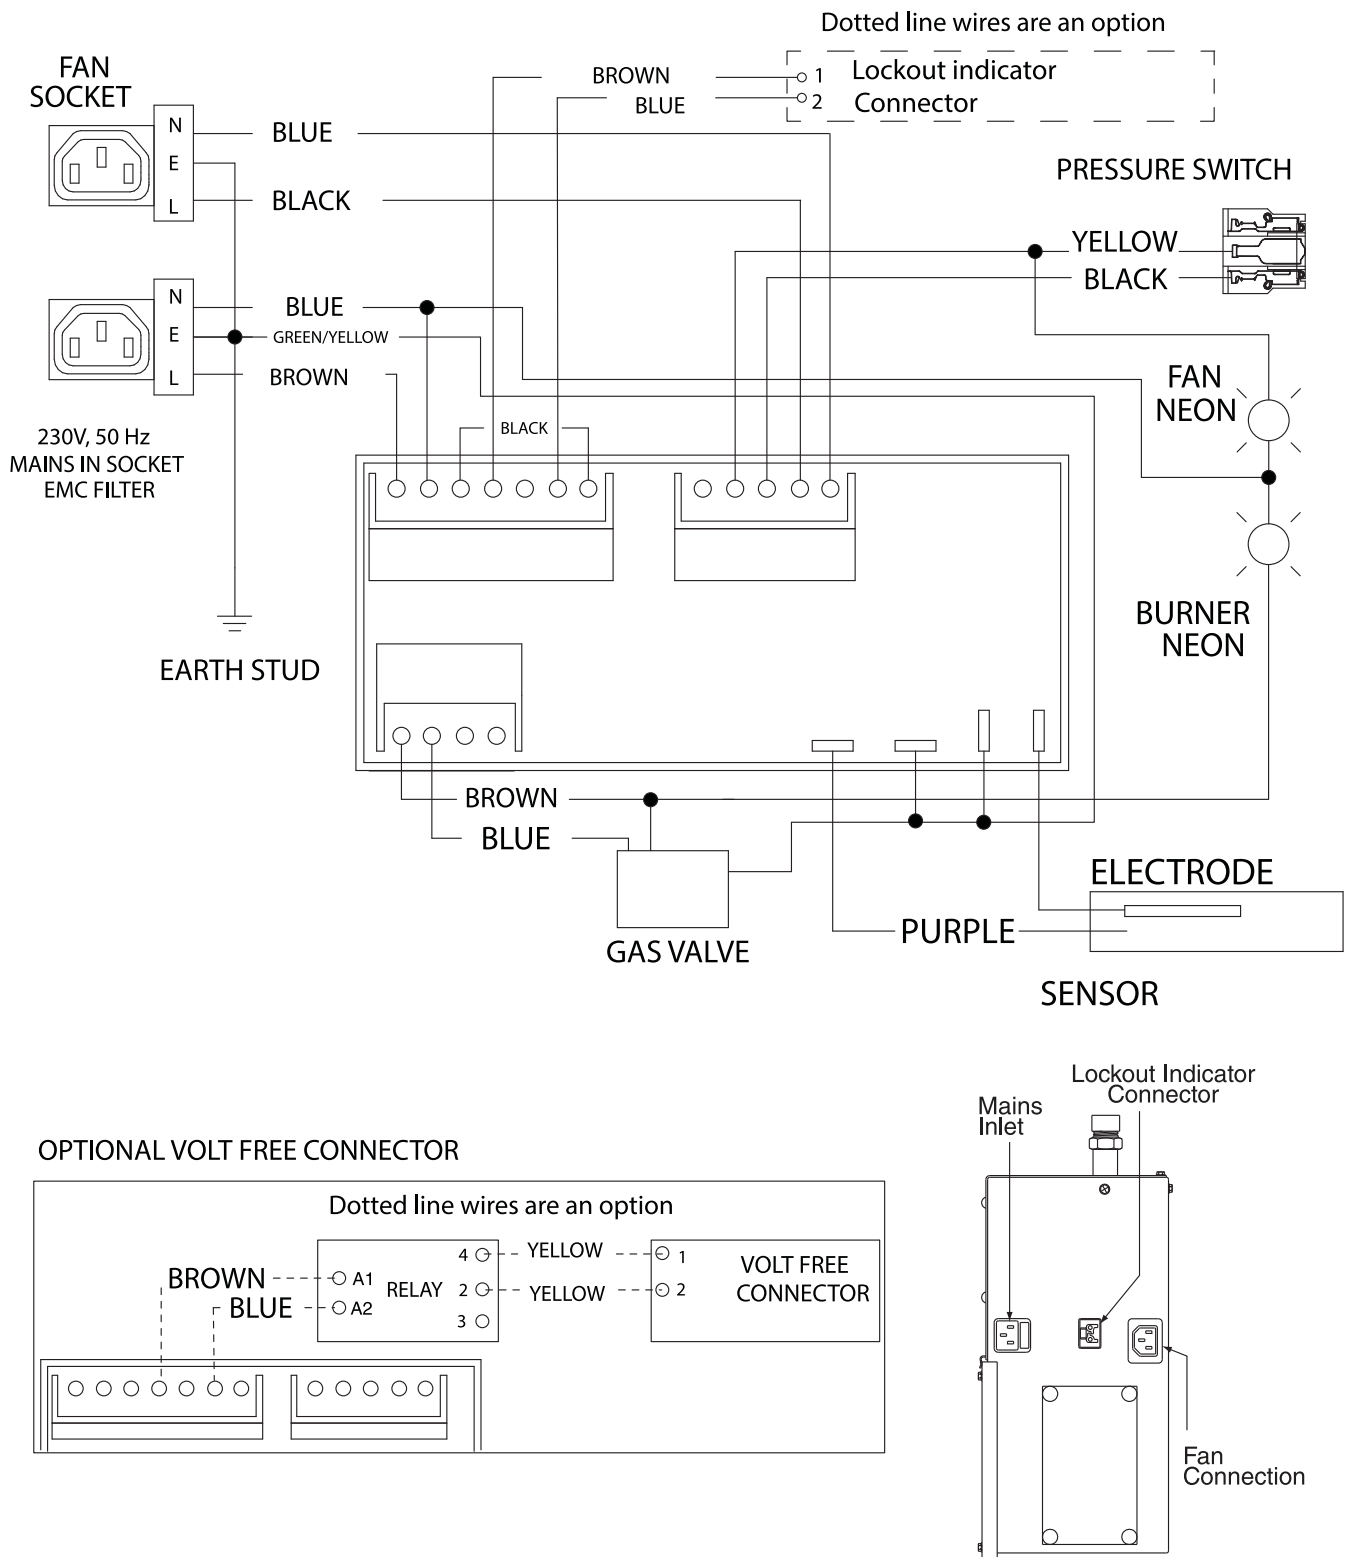 Dotted line wires are an option
FAN
SOCKET
BROWN
1
Lockout indicator
BLUE
2
Connector
N
BLUE
E
L
BLACK
PRESSURE SWITCH
YELLOW
BLACK
N
BLUE
E
GREEN/YELLOW
L
BROWN
FAN
NEON
BLACK
230V, 50 Hz
MAINS IN SOCKET
EMC FILTER
BURNER
NEON
EARTH STUD
BROWN
BLUE
GAS VALVE
ELECTRODE
PURPLE
SENSOR
OPTIONAL VOLT FREE CONNECTOR
Dotted line wires are an option
BROWN
A1
RELAY
BLUE
A2
4
YELLOW
1
2
YELLOW
2
3
VOLT FREE
CONNECTOR
Lockout Indicator
Connector
Mains
Inlet
Fan
Connection